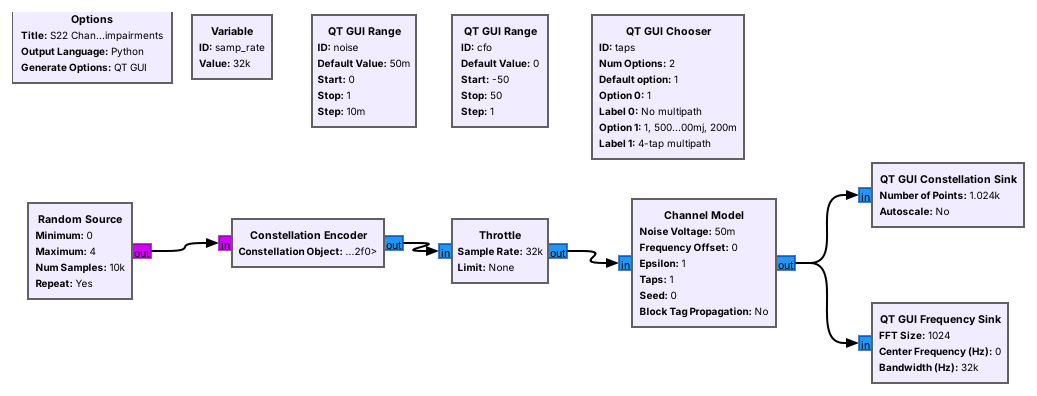 Options
Title: S22 Chan...impairments
Output Language: Python
Generate Options: QT GUI
Variable
ID: samp_rate
Value: 32k
QT GUI Range
ID: noise
Default Value: 50m
Start: 0
Stop: 1
Step: 10m
QT GUI Range
ID: cfo
Default Value: 0
Start: -50
Stop: 50
Step: 1
QT GUI Chooser
ID: taps
Num Options: 2
Default option: 1
Option 0: 1
Label 0: No multipath
Option 1: 1, 500...00mj, 200m
Label 1: 4-tap multipath
Random Source
Minimum: 0
Maximum: 4
Num Samples: 10k
Repeat: Yes
out
in
Constellation Encoder
Constellation Object: ...2f0>
out
in
Throttle
Sample Rate: 32k
Limit: None
out
in
Channel Model
Noise Voltage: 50m
Frequency Offset: 0
Epsilon: 1
Taps: 1
Seed: 0
Block Tag Propagation: No
out
in
QT GUI Constellation Sink
Number of Points: 1.024k
Autoscale: No
in
QT GUI Frequency Sink
FFT Size: 1024
Center Frequency (Hz): 0
Bandwidth (Hz): 32k